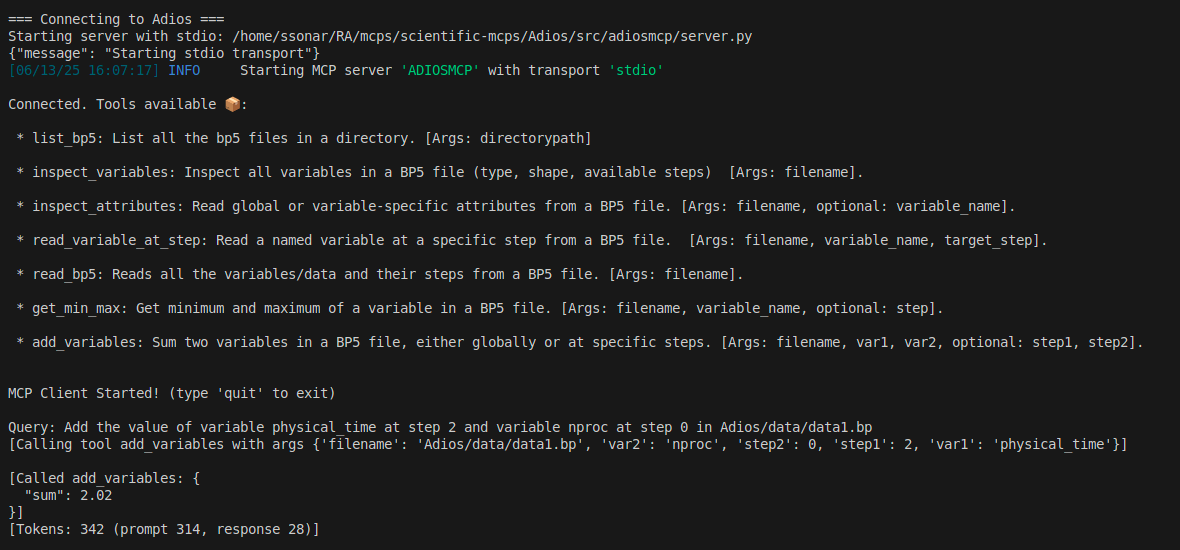 === Connecting to Adios ===
Starting server with stdio: /home/ssonar/RA/mcps/scientific-mcps/Adios/src/adiosmcp/server.py
{"message": "Starting stdio transport"}
[06/13/25 16:07:17] INFO     Starting MCP server 'ADIOSMCP' with transport 'stdio'
Connected. Tools available 📦:
* list_bp5: List all the bp5 files in a directory. [Args: directorypath]
* inspect_variables: Inspect all variables in a BP5 file (type, shape, available steps)  [Args: filename].
* inspect_attributes: Read global or variable-specific attributes from a BP5 file. [Args: filename, optional: variable_name].
* read_variable_at_step: Read a named variable at a specific step from a BP5 file.  [Args: filename, variable_name, target_step].
* read_bp5: Reads all the variables/data and their steps from a BP5 file. [Args: filename].
* get_min_max: Get minimum and maximum of a variable in a BP5 file. [Args: filename, variable_name, optional: step].
* add_variables: Sum two variables in a BP5 file, either globally or at specific steps. [Args: filename, var1, var2, optional: step1, step2].
MCP Client Started! (type 'quit' to exit)
Query: Add the value of variable physical_time at step 2 and variable nproc at step 0 in Adios/data/data1.bp
[Calling tool add_variables with args {'filename': 'Adios/data/data1.bp', 'var2': 'nproc', 'step2': 0, 'step1': 2, 'var1': 'physical_time'}]
[Called add_variables: {
  "sum": 2.02
}]
[Tokens: 342 (prompt 314, response 28)]